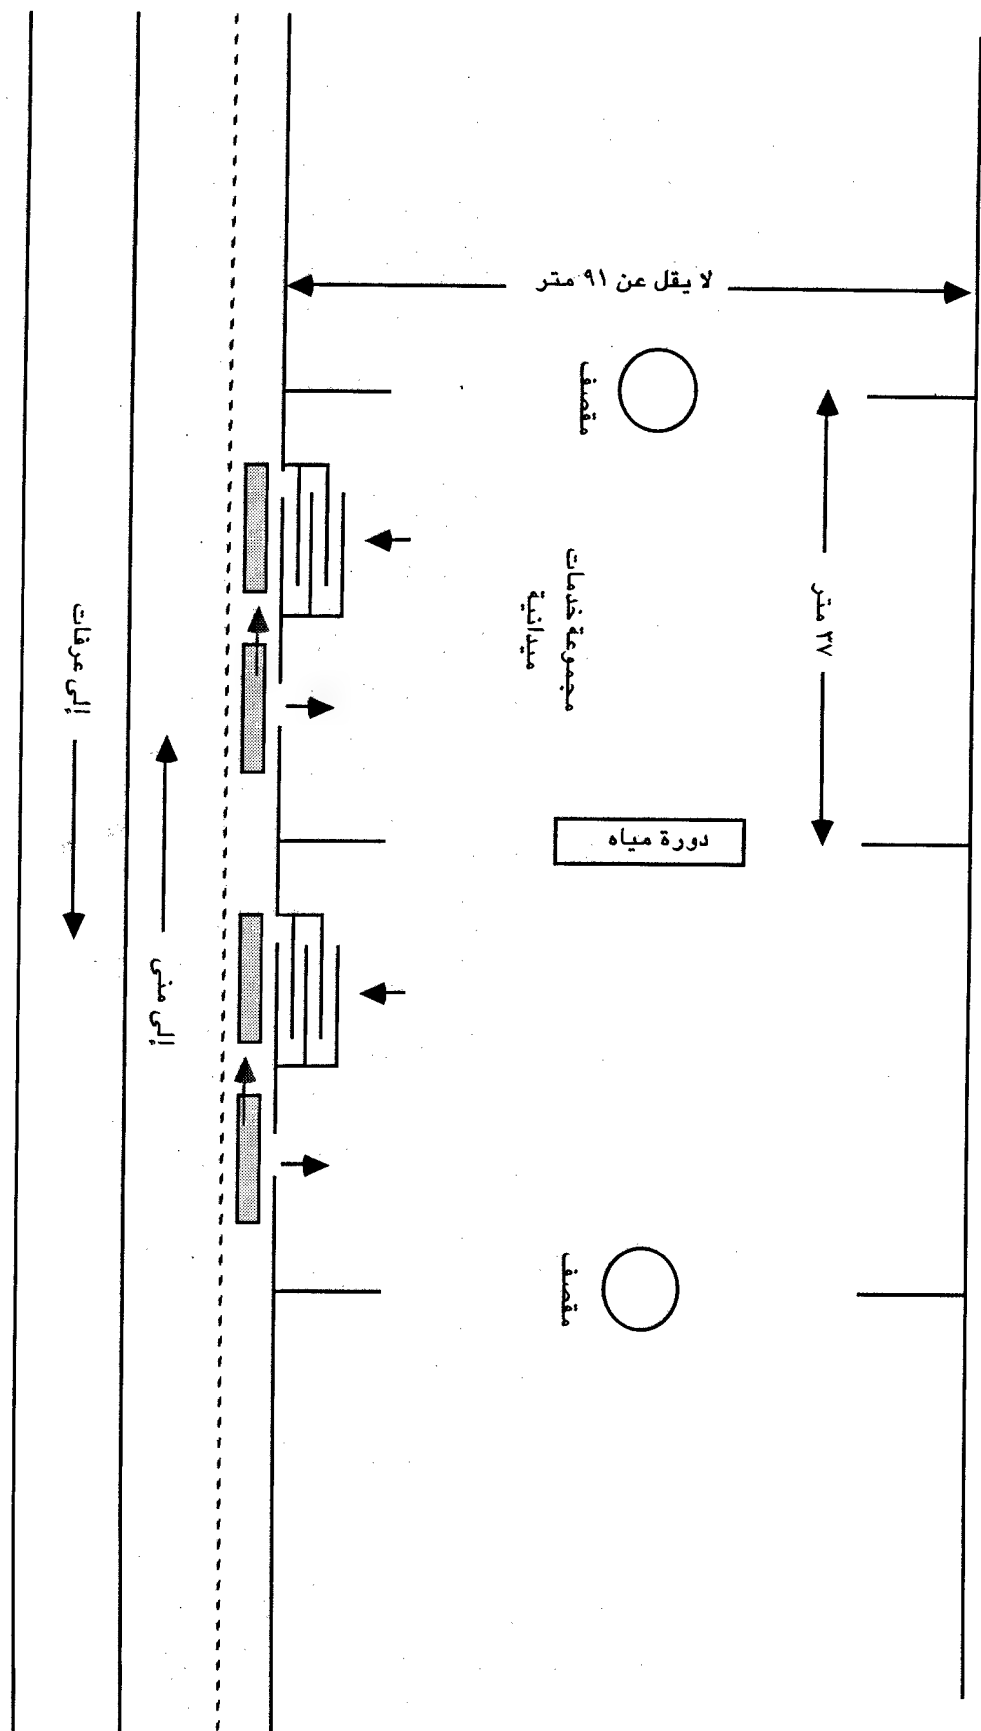 لا يقل عن ٩١ متر
مقصف
٣٧ متر
مجموعة خدمات
ميدانية
إلى عرفات
دورة مياه
إلى منى
مقصف